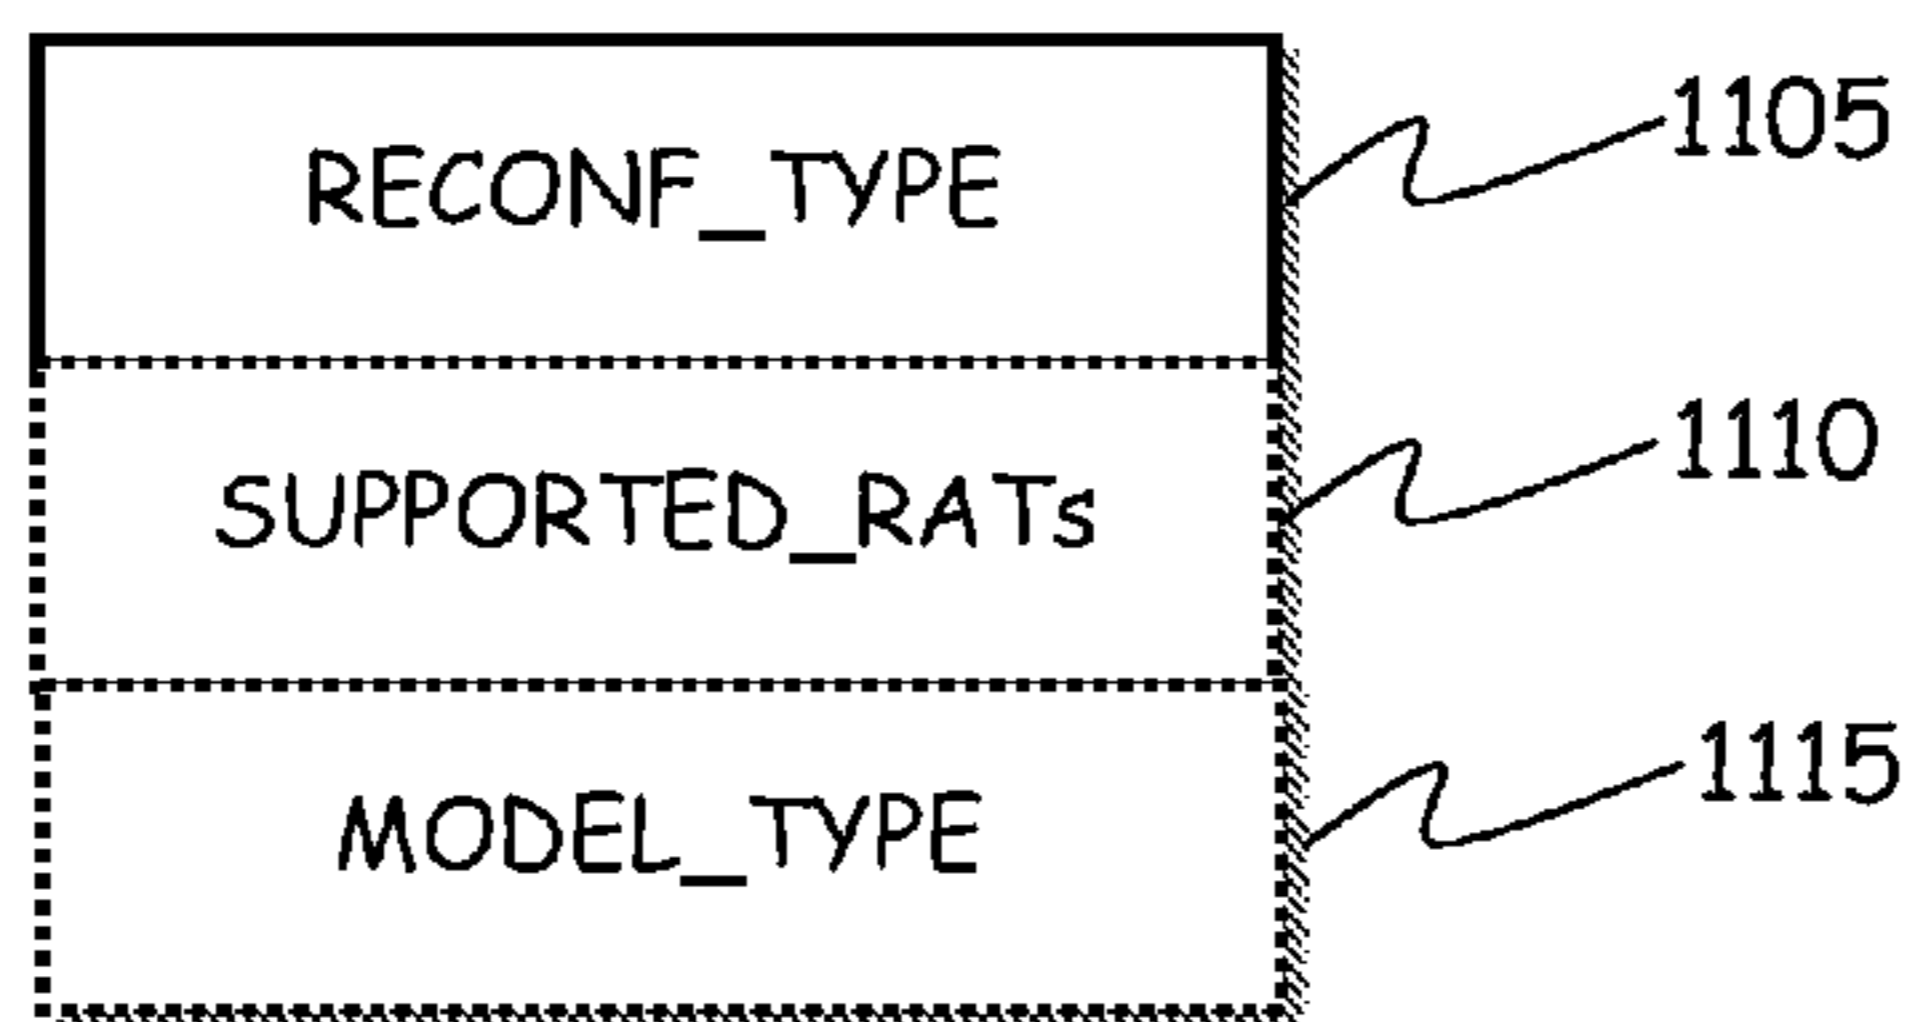 RECONF_TYPE
1105
SUPPORTED_RATs
1110
MODEL_TYPE
1115